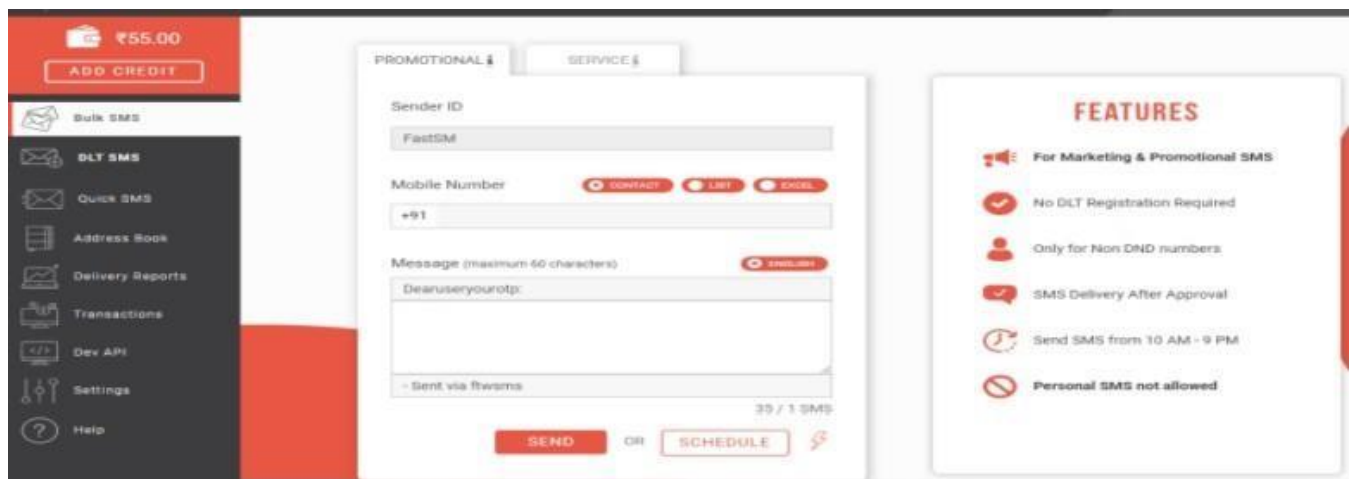 ₹55.00
ADD CREDIT
Bulk SMS
DLT SMS
Quick SMS
Address Book
Delivery Reports
Transactions
Dev API
Settings
Help
PROMOTIONAL
SERVICE
Sender ID
FastSM
Mobile Number
CONTACT
LIST
EXCEL
+91
Message (maximum 60 characters)
ENGLISH
Dearuseryourotp:
- Sent via ftwsms
35 / 1 SMS
SEND
OR
SCHEDULE
FEATURES
For Marketing & Promotional SMS
No DLT Registration Required
Only for Non DND numbers
SMS Delivery After Approval
Send SMS from 10 AM - 9 PM
Personal SMS not allowed